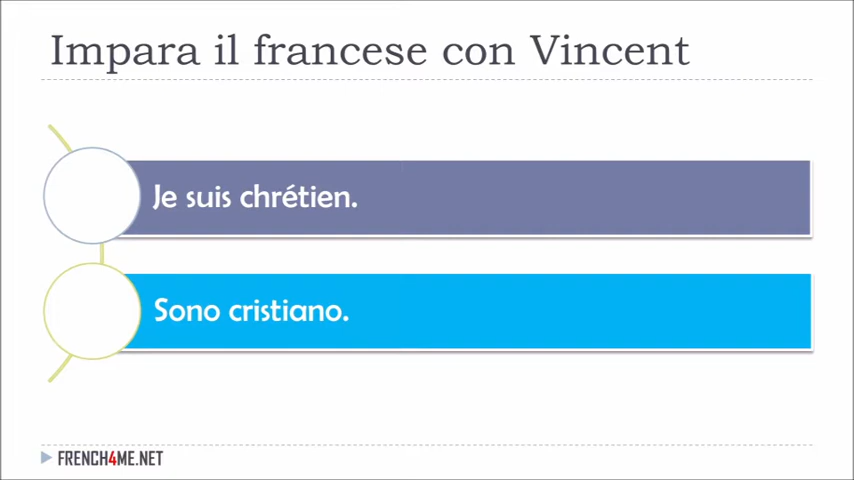 Impara il francese con Vincent
Je suis chrétien.
Sono cristiano.
FRENCH4ME.NET